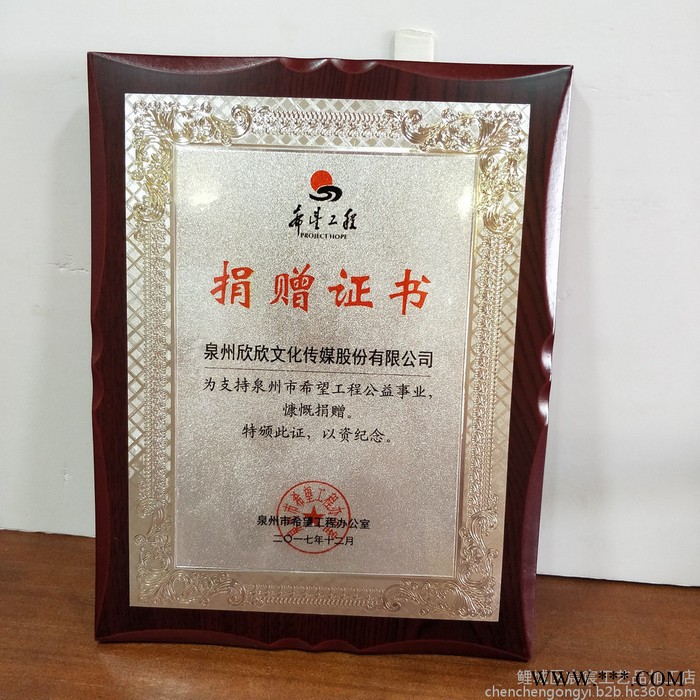 希望工程
PROJECT HOPE
捐赠证书
泉州欣欣文化传媒股份有限公司
为支持泉州市希望工程公益事业，
慷慨捐赠。
特颁此证，以资纪念。
泉州市希望工程办公室
二〇一七年十二月
WWW.***.COM
chenchengongyi.b2b.hc360.com